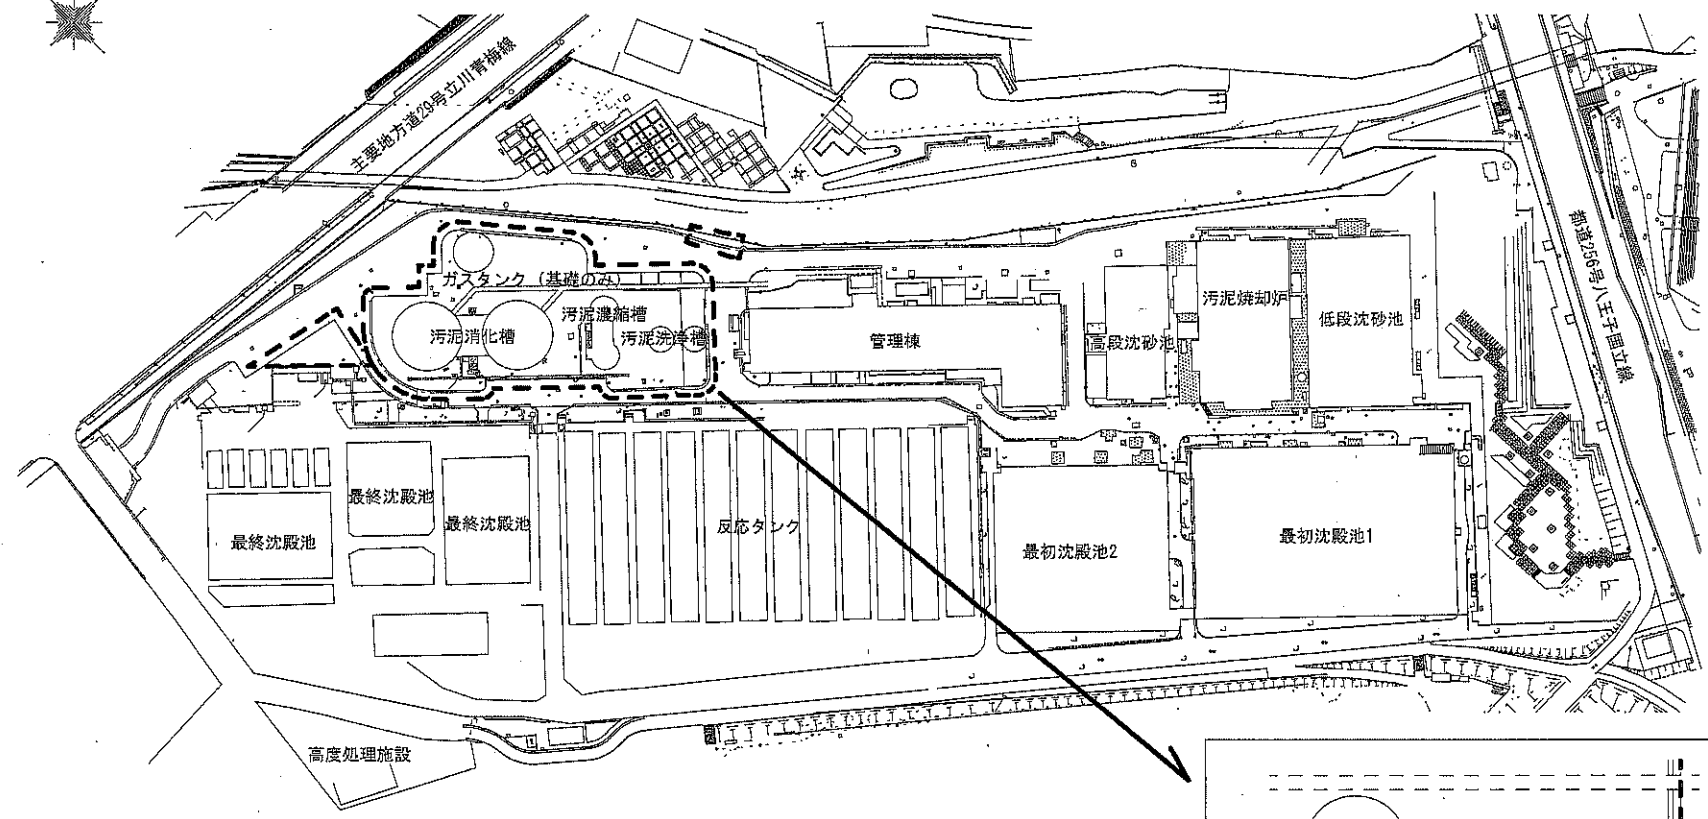 主要地方道29号立川青梅線
都道256号八王子国立線
ガスタンク（基礎のみ）
汚泥濃縮槽
汚泥消化槽
汚泥洗浄槽
管理棟
高段沈砂池
汚泥焼却炉
低段沈砂池
最終沈殿池
最終沈殿池
最終沈殿池
反応タンク
最初沈殿池2
最初沈殿池1
高度処理施設